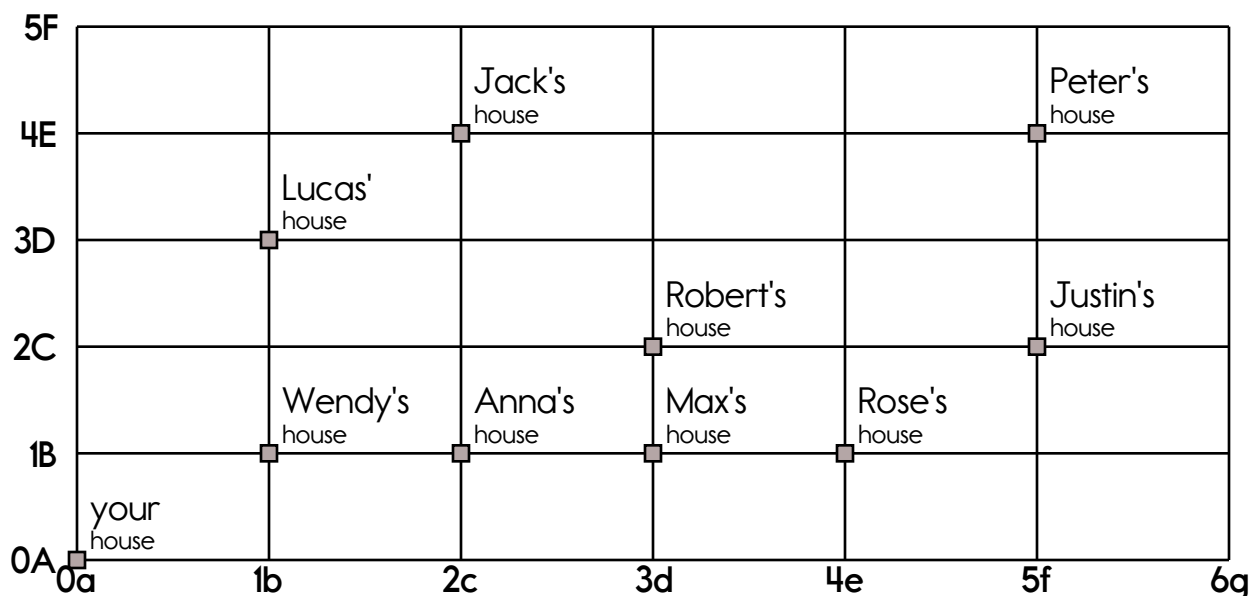 5F
Jack's
house
Peter's
house
4E
Lucas'
house
3D
Robert's
house
Justin's
house
2C
Wendy's
house
Anna's
house
Max's
house
Rose's
house
1B
your
house
0A
0a 1b 2c 3d 4e 5f 6g